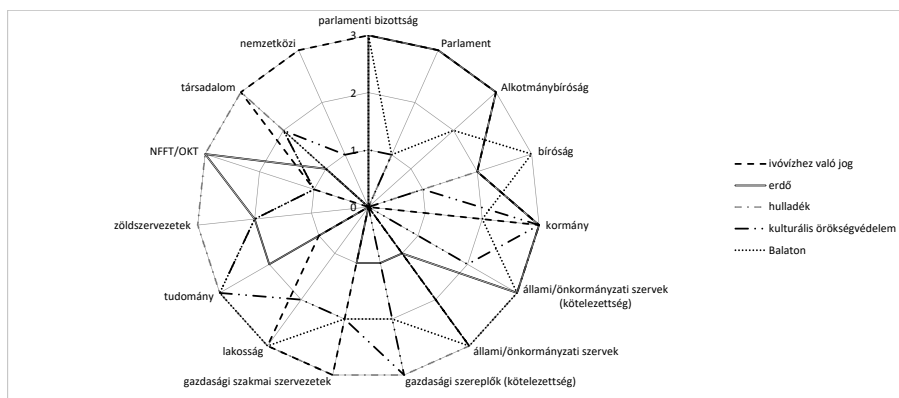 parlamenti bizottság
3
nemzetközi
Parlament
társadalom
2
Alkotmánybíróság
NFFT/OKT
1
bíróság
0
zöldszervezetek
kormány
tudomány
állami/önkormányzati szervek
(kötelezettség)
lakosság
állami/önkormányzati szervek
gazdasági szakmai szervezetek
gazdasági szereplők (kötelezettség)
ivóvízhez való jog
erdő
hulladék
kulturális örökségvédelem
Balaton